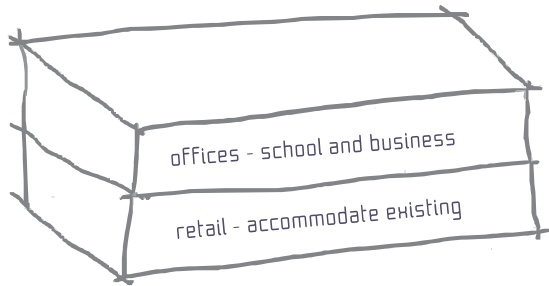 offices - school and business
retail - accommodate existing